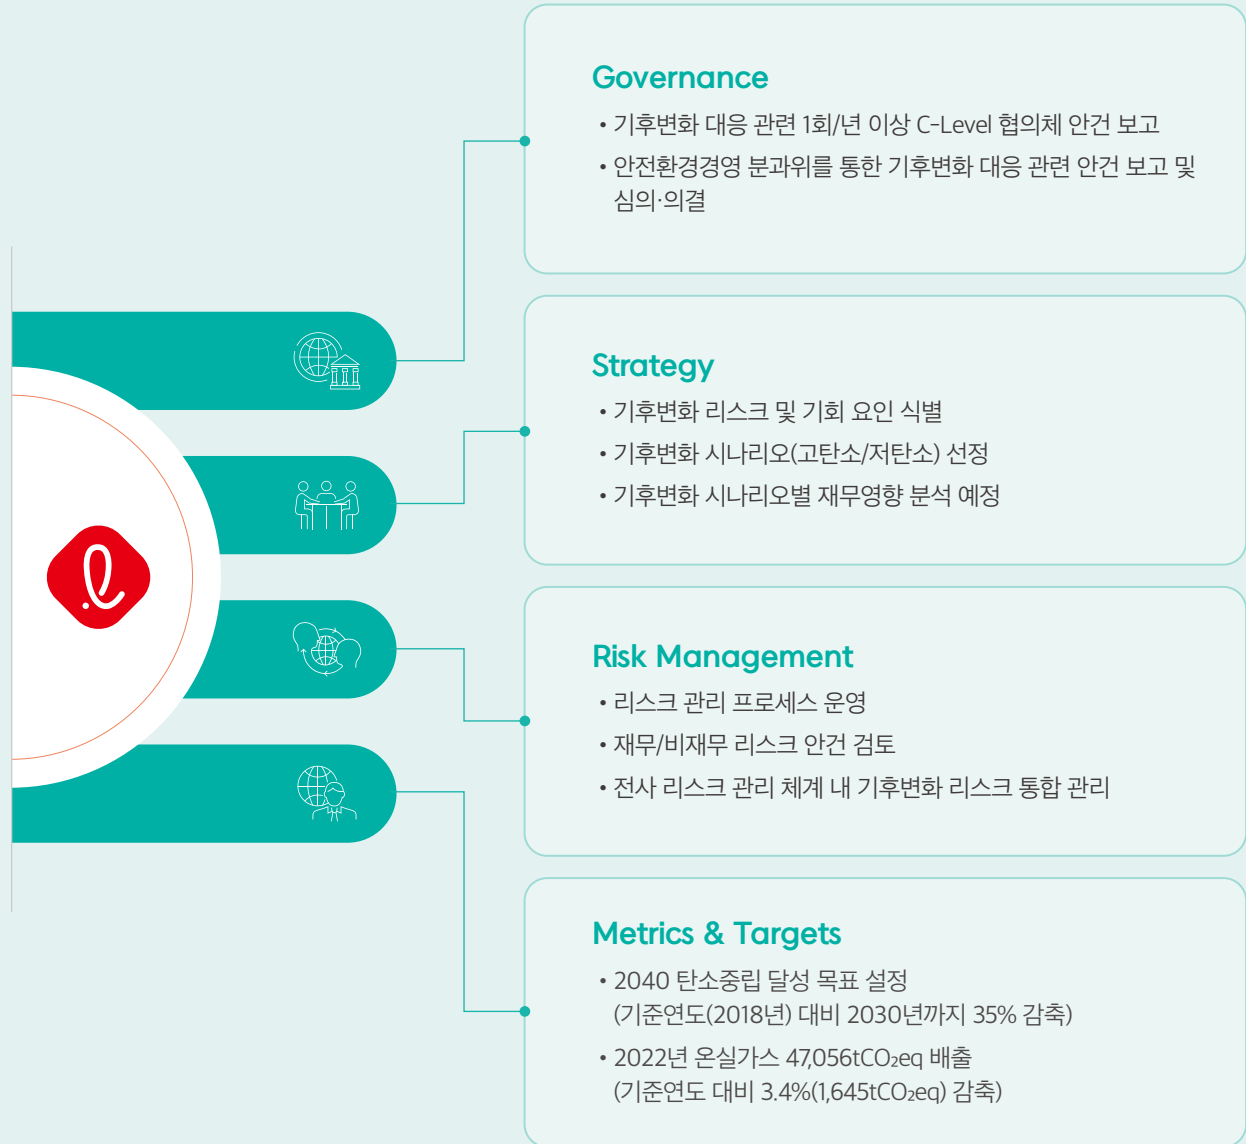 Governance
• 기후변화 대응 관련 1회/년 이상 C-Level 협의체 안건 보고
• 안전환경경영 분과위를 통한 기후변화 대응 관련 안건 보고 및
심의·의결
Strategy
• 기후변화 리스크 및 기회 요인 식별
• 기후변화 시나리오(고탄소/저탄소) 선정
• 기후변화 시나리오별 재무영향 분석 예정
Risk Management
• 리스크 관리 프로세스 운영
• 재무/비재무 리스크 안건 검토
• 전사 리스크 관리 체계 내 기후변화 리스크 통합 관리
Metrics & Targets
• 2040 탄소중립 달성 목표 설정
(기준연도(2018년) 대비 2030년까지 35% 감축)
• 2022년 온실가스 47,056tCO₂eq 배출
(기준연도 대비 3.4%(1,645tCO₂eq) 감축)